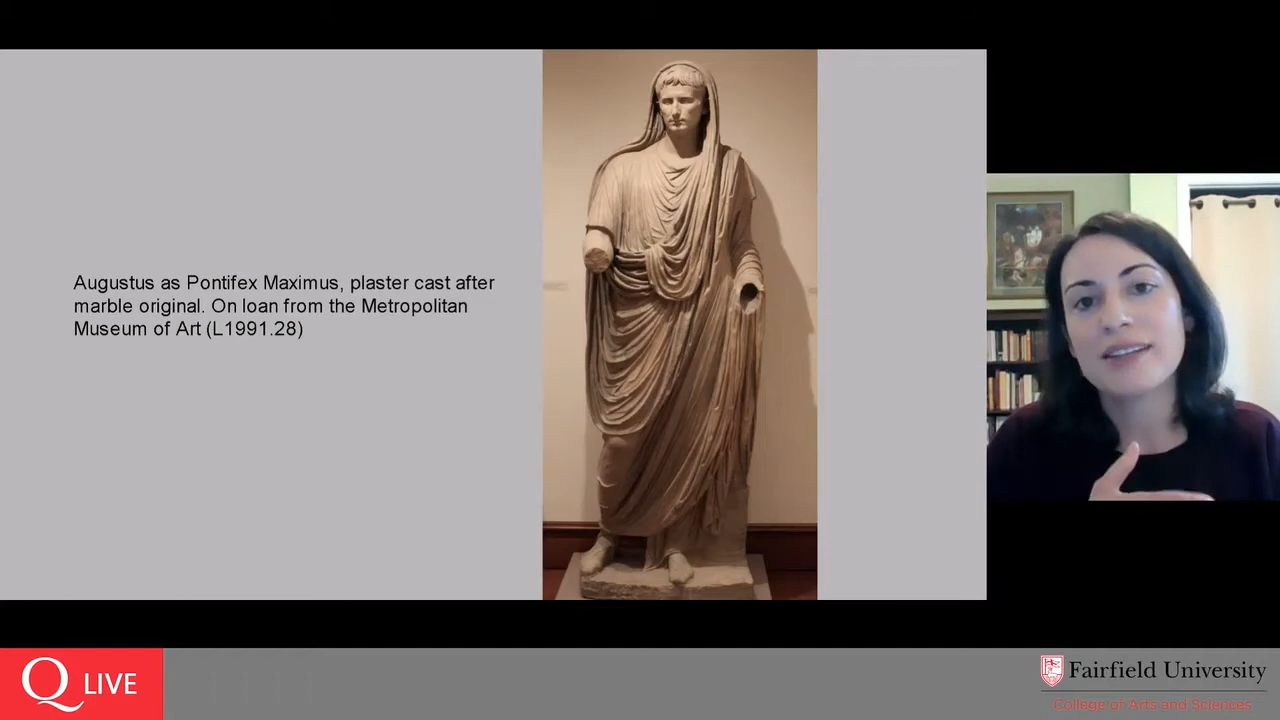 Augustus as Pontifex Maximus, plaster cast after
marble original. On loan from the Metropolitan
Museum of Art (L1991.28)
Q LIVE
Fairfield University
College of Arts and Sciences